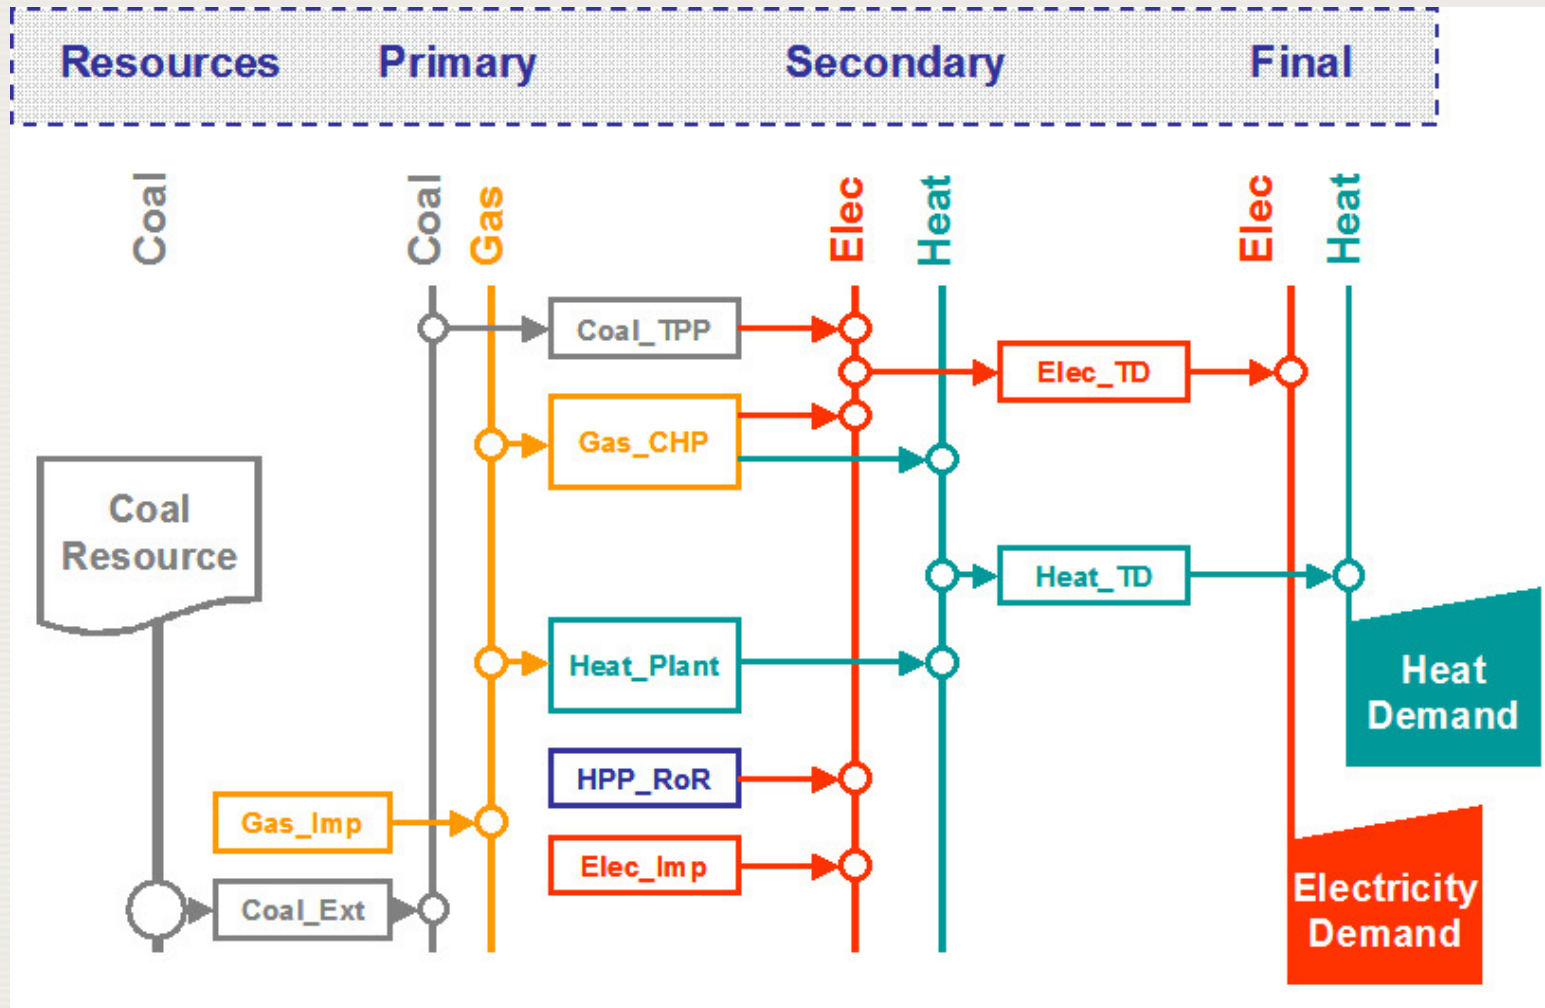 Resources Primary Secondary Final
Coal Coal Gas Elec Heat Elec Heat
Coal_TPP
Elec_TD
Gas_CHP
Coal
Resource
Heat_TD
Heat_Plant
Heat
Demand
HPP_RoR
Gas_Imp
Elec_Imp
Coal_Ext
Electricity
Demand